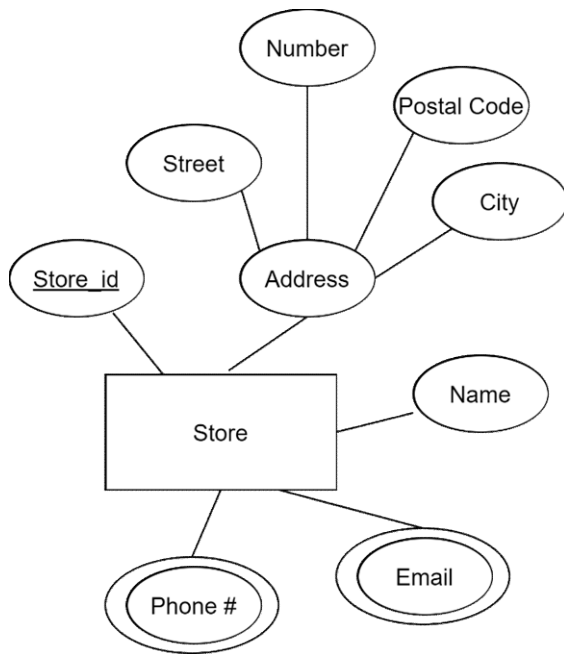 Number
Postal Code
Street
City
Store_id
Address
Name
Store
Email
Phone #